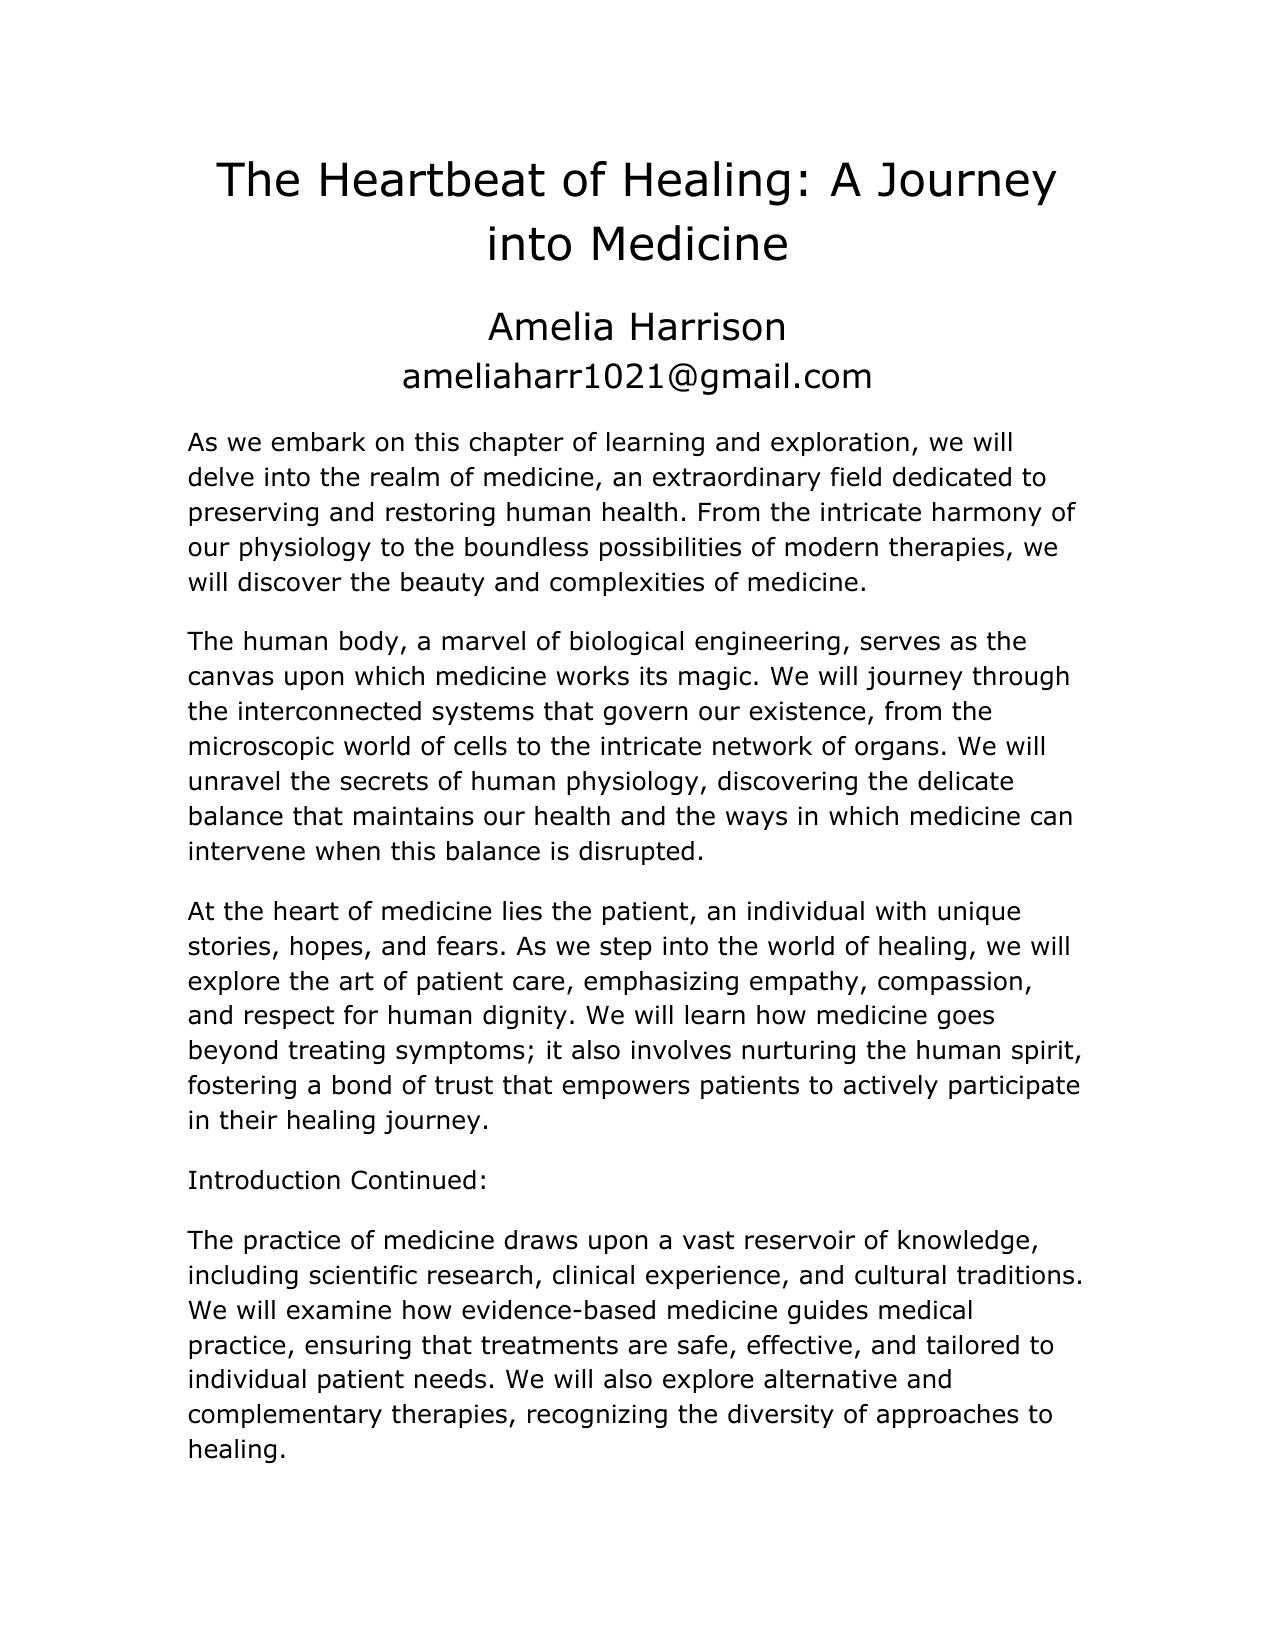 The Heartbeat of Healing: A Journey
into Medicine
Amelia Harrison
ameliaharr1021@gmail.com
As we embark on this chapter of learning and exploration, we will
delve into the realm of medicine, an extraordinary field dedicated to
preserving and restoring human health. From the intricate harmony of
our physiology to the boundless possibilities of modern therapies, we
will discover the beauty and complexities of medicine.
The human body, a marvel of biological engineering, serves as the
canvas upon which medicine works its magic. We will journey through
the interconnected systems that govern our existence, from the
microscopic world of cells to the intricate network of organs. We will
unravel the secrets of human physiology, discovering the delicate
balance that maintains our health and the ways in which medicine can
intervene when this balance is disrupted.
At the heart of medicine lies the patient, an individual with unique
stories, hopes, and fears. As we step into the world of healing, we will
explore the art of patient care, emphasizing empathy, compassion,
and respect for human dignity. We will learn how medicine goes
beyond treating symptoms; it also involves nurturing the human spirit,
fostering a bond of trust that empowers patients to actively participate
in their healing journey.
Introduction Continued:
The practice of medicine draws upon a vast reservoir of knowledge,
including scientific research, clinical experience, and cultural traditions.
We will examine how evidence-based medicine guides medical
practice, ensuring that treatments are safe, effective, and tailored to
individual patient needs. We will also explore alternative and
complementary therapies, recognizing the diversity of approaches to
healing.